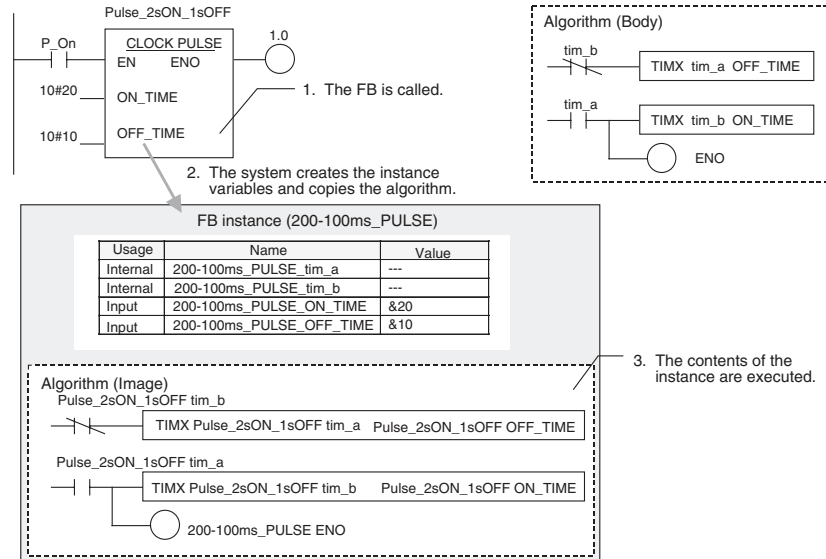 Pulse_2sON_1sOFF
P_On
CLOCK PULSE
EN ENO
1.0
10#20
ON_TIME
10#10
OFF_TIME
1. The FB is called.
2. The system creates the instance
variables and copies the algorithm.
Algorithm (Body)
tim_b
TIMX tim_a OFF_TIME
tim_a
TIMX tim_b ON_TIME
ENO
FB instance (200-100ms_PULSE)
Usage Name Value
Internal 200-100ms_PULSE_tim_a ---
Internal 200-100ms_PULSE_tim_b ---
Input 200-100ms_PULSE_ON_TIME &20
Input 200-100ms_PULSE_OFF_TIME &10
3. The contents of the
instance are executed.
Algorithm (Image)
Pulse_2sON_1sOFF tim_b
TIMX Pulse_2sON_1sOFF tim_a Pulse_2sON_1sOFF OFF_TIME
Pulse_2sON_1sOFF tim_a
TIMX Pulse_2sON_1sOFF tim_b Pulse_2sON_1sOFF ON_TIME
200-100ms_PULSE ENO